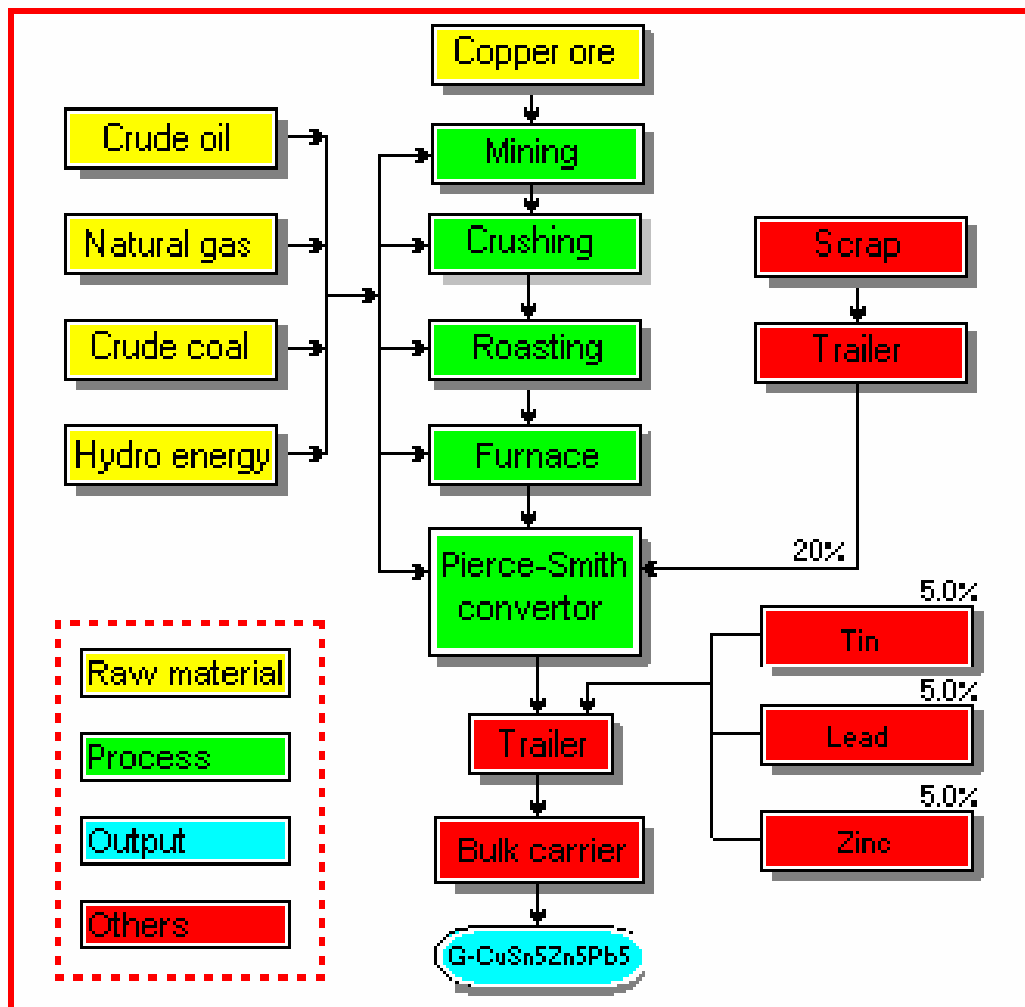 Copper ore
Crude oil
Mining
Natural gas
Crushing
Scrap
Crude coal
Roasting
Trailer
Hydro energy
Furnace
20%
Pierce-Smith
convertor
5.0%
Tin
Raw material
5.0%
Lead
Process
Trailer
5.0%
Zinc
Output
Bulk carrier
Others
G-CuSn5Zn5Pb5